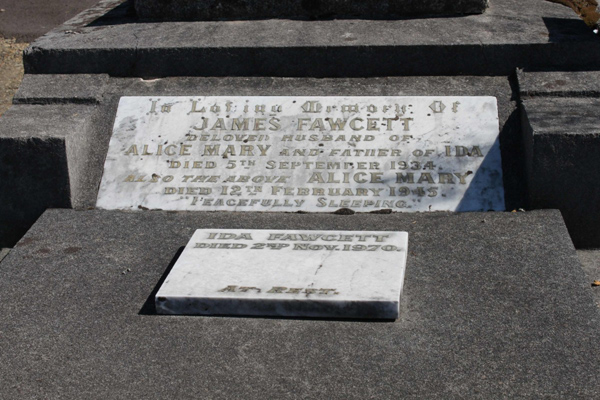 In Loving Memory Of
JAMES FAWCETT
BELOVED HUSBAND OF
ALICE MARY AND FATHER OF IDA
DIED 5TH SEPTEMBER 1934.
ALSO THE ABOVE ALICE MARY
DIED 12TH FEBRUARY 1945.
"PEACEFULLY SLEEPING."
IDA FAWCETT
DIED 2ND NOV. 1970.
AT REST.